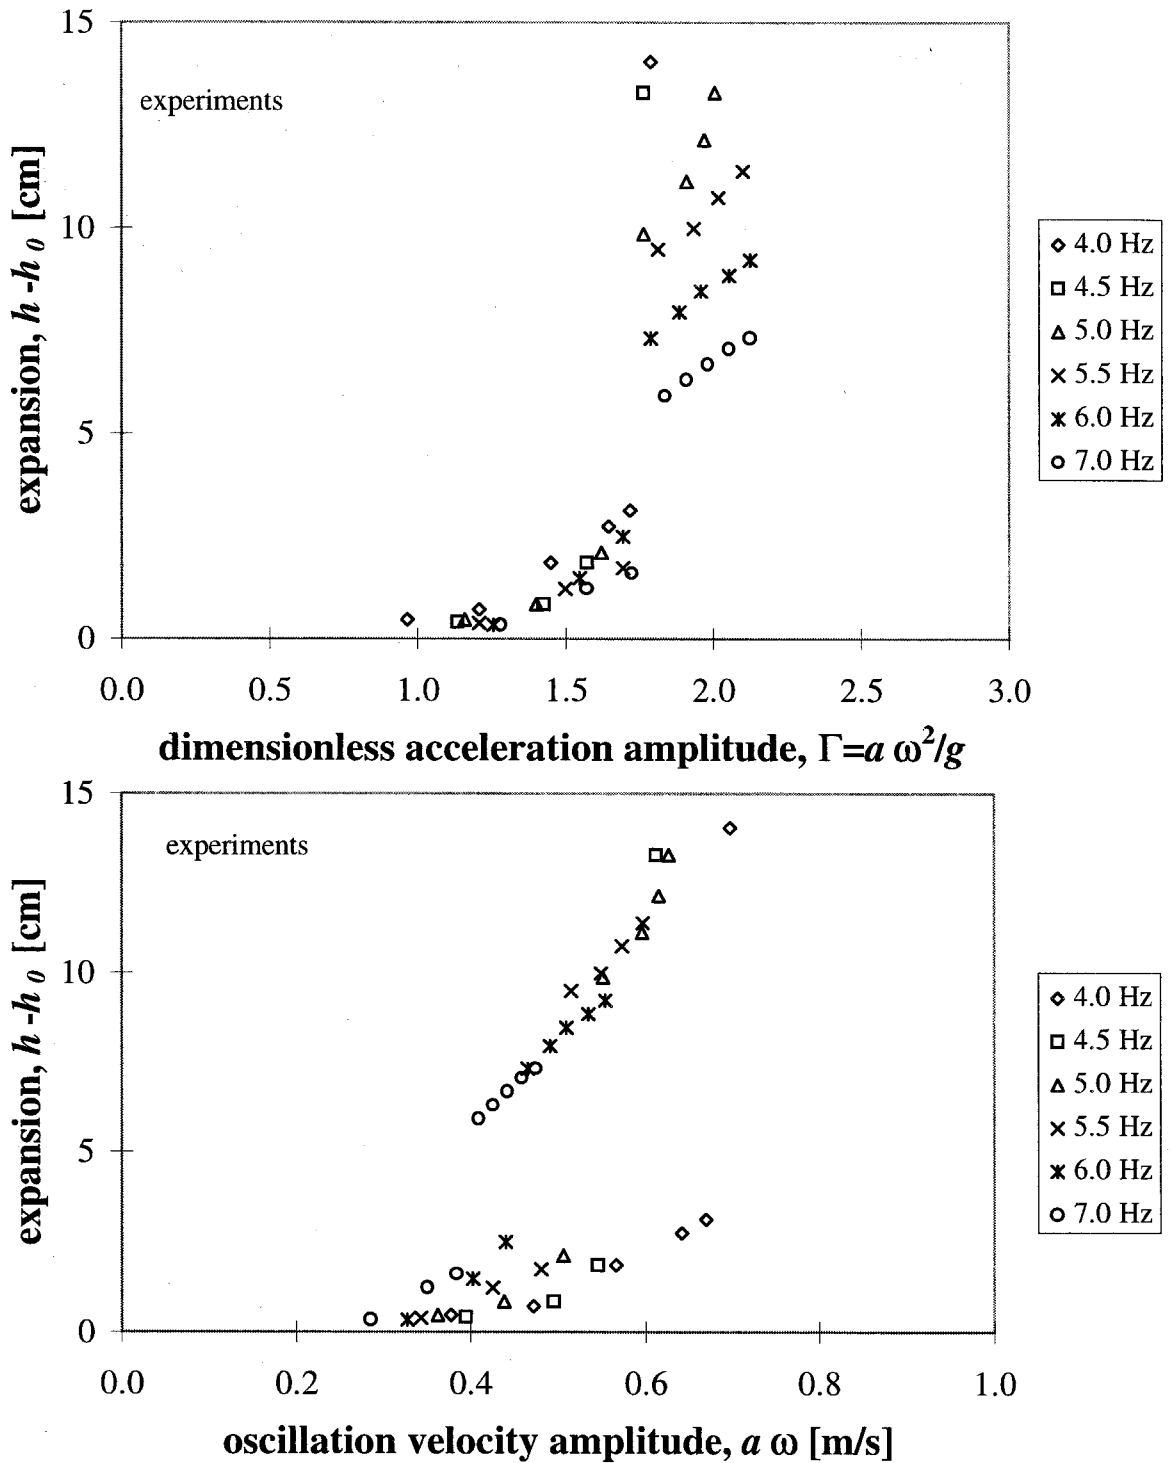 15
10
5
0
expansion, h -h₀ [cm]
experiments
0.0 0.5 1.0 1.5 2.0 2.5 3.0
dimensionless acceleration amplitude, Γ=a ω²/g
4.0 Hz
4.5 Hz
5.0 Hz
5.5 Hz
6.0 Hz
7.0 Hz
15
10
5
0
expansion, h -h₀ [cm]
experiments
0.0 0.2 0.4 0.6 0.8 1.0
oscillation velocity amplitude, a ω [m/s]
4.0 Hz
4.5 Hz
5.0 Hz
5.5 Hz
6.0 Hz
7.0 Hz